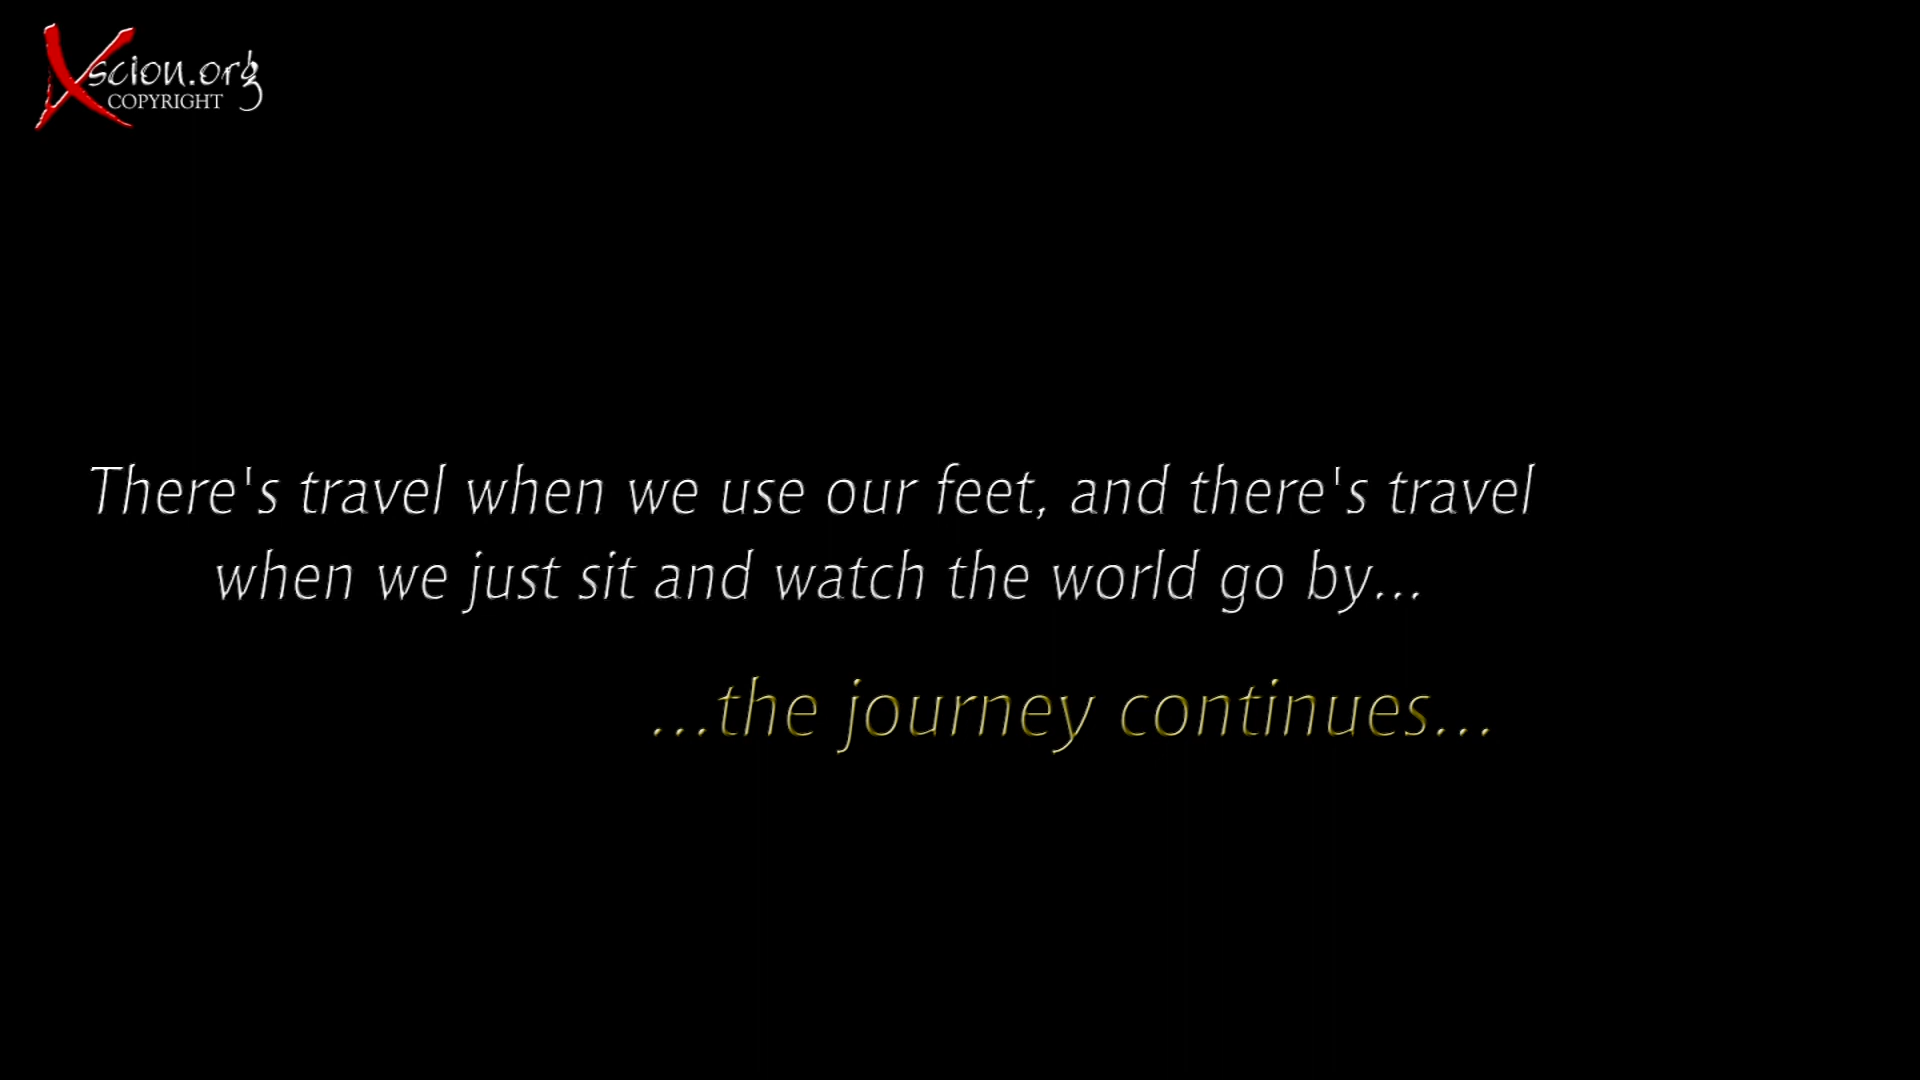 Xscion.org
COPYRIGHT
There's travel when we use our feet, and there's travel
when we just sit and watch the world go by...
...the journey continues...